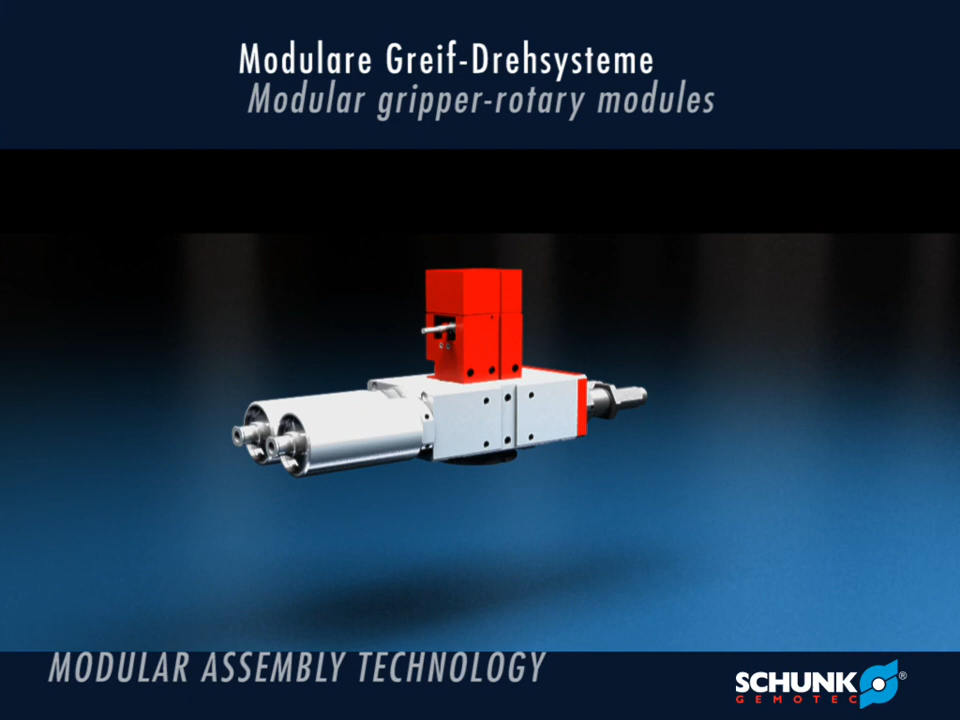 Modulare Greif-Drehsysteme
Modular gripper-rotary modules
MODULAR ASSEMBLY TECHNOLOGY
SCHUNK ®
GEMOTEC